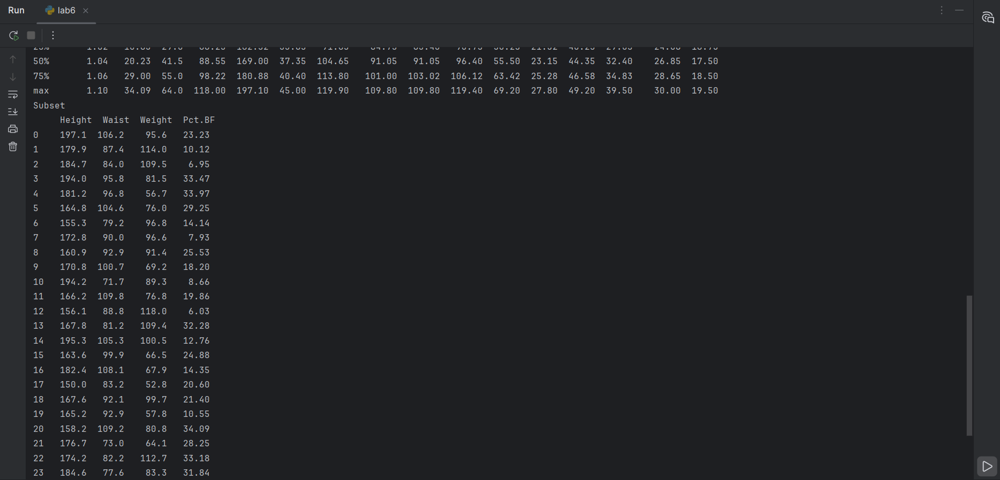 Run lab6
50% 1.04 20.23 41.5 88.55 169.00 37.35 104.65 91.05 91.05 96.40 55.50 23.15 44.35 32.40 26.85 17.50
75% 1.06 29.00 55.0 98.22 180.88 40.40 113.80 101.00 103.02 106.12 63.42 25.28 46.58 34.83 28.65 18.50
max 1.10 34.09 64.0 118.00 197.10 45.00 119.90 109.80 109.80 119.40 69.20 27.80 49.20 39.50 30.00 19.50
Subset
Height Waist Weight Pct.BF
0 197.1 106.2 95.6 23.23
1 179.9 87.4 114.0 10.12
2 184.7 84.0 109.5 6.95
3 194.0 95.8 81.5 33.47
4 181.2 96.8 56.7 33.97
5 164.8 104.6 76.0 29.25
6 155.3 79.2 96.8 14.14
7 172.8 90.0 96.6 7.93
8 160.9 92.9 91.4 25.53
9 170.8 100.7 69.2 18.20
10 194.2 71.7 89.3 8.66
11 166.2 109.8 76.8 19.86
12 156.1 88.8 118.0 6.03
13 167.8 81.2 109.4 32.28
14 195.3 105.3 100.5 12.76
15 163.6 99.9 66.5 24.88
16 182.4 108.1 67.9 14.35
17 150.0 83.2 52.8 20.60
18 167.6 92.1 99.7 21.40
19 165.2 92.9 57.8 10.55
20 158.2 109.2 80.8 34.09
21 176.7 73.0 64.1 28.25
22 174.2 82.2 112.7 33.18
23 184.6 77.6 83.3 31.84